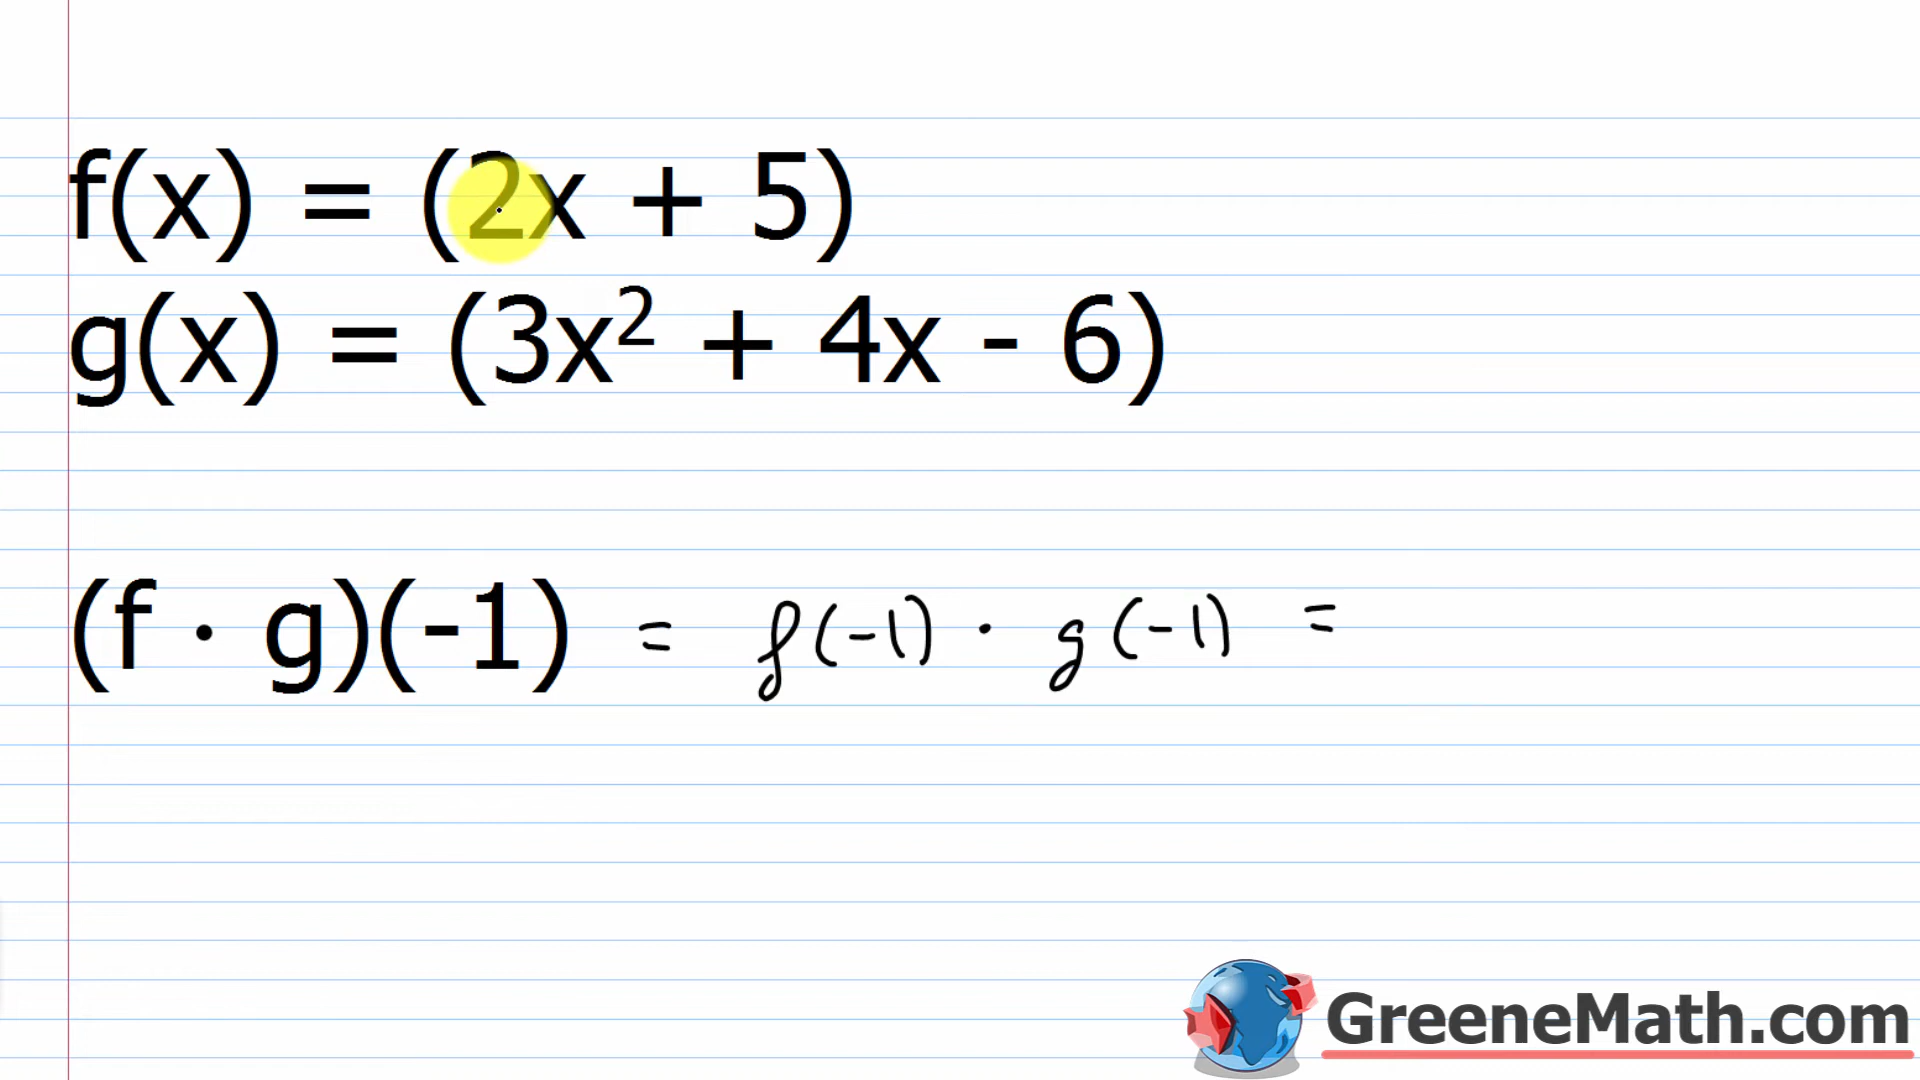 f(x) = (2x + 5)
g(x) = (3x² + 4x - 6)
(f · g)(-1) = f(-1) · g(-1) =
GreeneMath.com